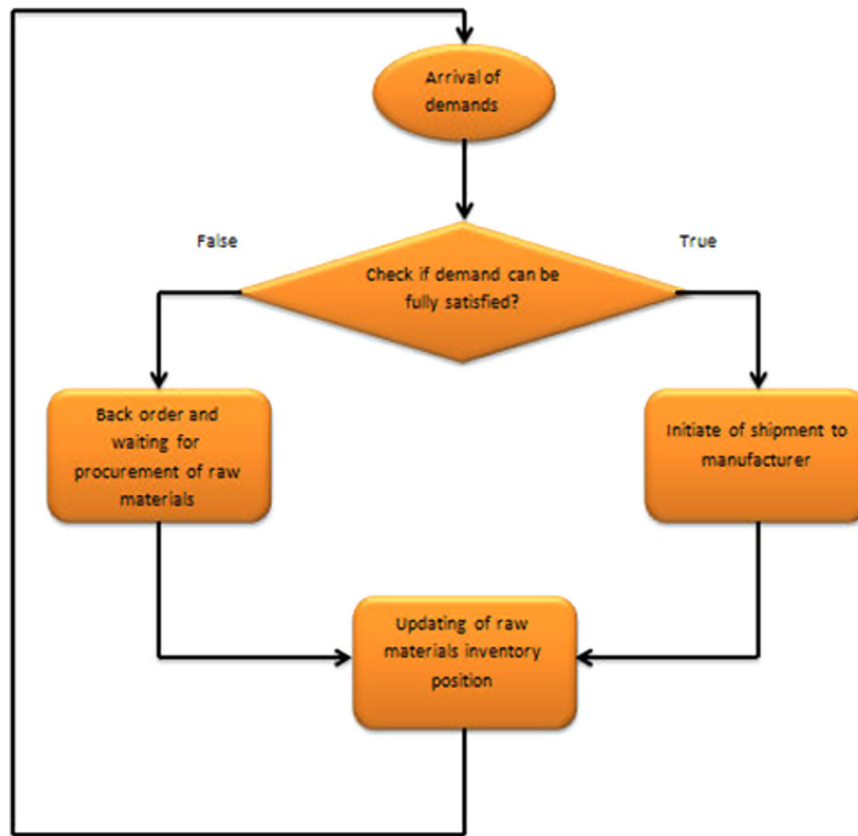 Arrival of
demands
False
True
Check if demand can be
fully satisfied?
Back order and
waiting for
procurement of raw
materials
Initiate of shipment to
manufacturer
Updating of raw
materials inventory
position